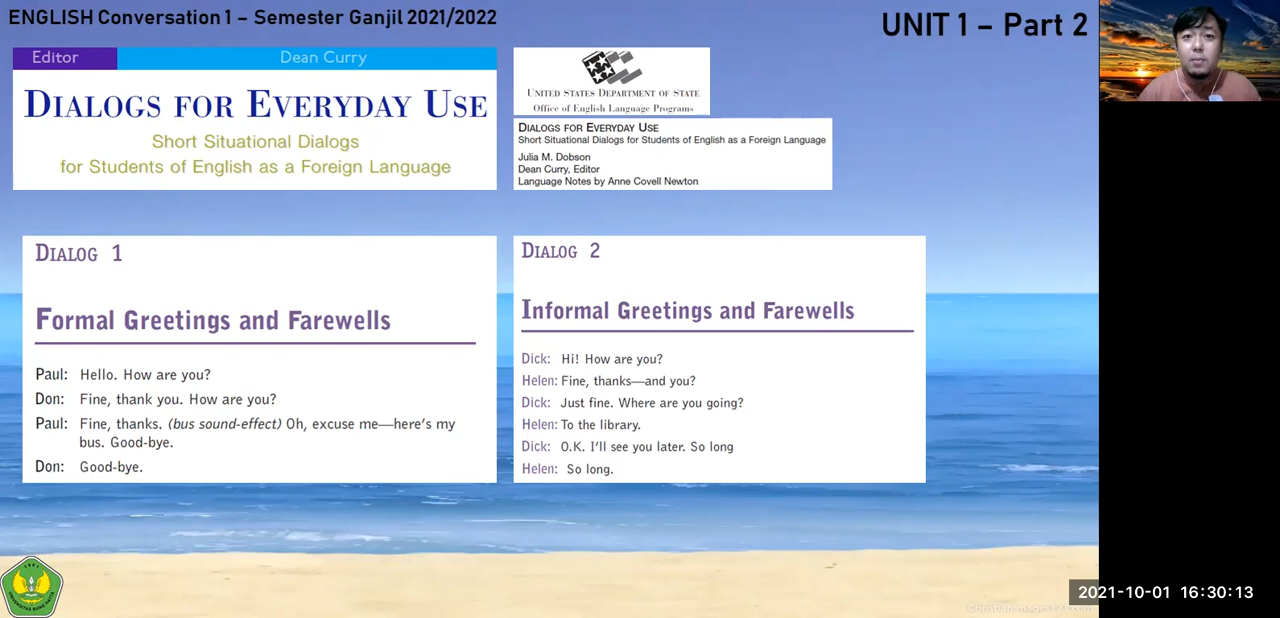 ENGLISH Conversation 1 – Semester Ganjil 2021/2022
UNIT 1 – Part 2
Editor
Dean Curry
DIALOGS FOR EVERYDAY USE
Short Situational Dialogs
for Students of English as a Foreign Language
UNITED STATES DEPARTMENT OF STATE
Office of English Language Programs
DIALOGS FOR EVERYDAY USE
Short Situational Dialogs for Students of English as a Foreign Language
Julia M. Dobson
Dean Curry, Editor
Language Notes by Anne Covell Newton
DIALOG 1
Formal Greetings and Farewells
Paul: Hello. How are you?
Don: Fine, thank you. How are you?
Paul: Fine, thanks. (bus sound-effect) Oh, excuse me—here's my
bus. Good-bye.
Don: Good-bye.
DIALOG 2
Informal Greetings and Farewells
Dick: Hi! How are you?
Helen: Fine, thanks—and you?
Dick: Just fine. Where are you going?
Helen: To the library.
Dick: O.K. I'll see you later. So long
Helen: So long.
UNIVERSITAS BUNG HATTA
2021-10-01 16:30:13